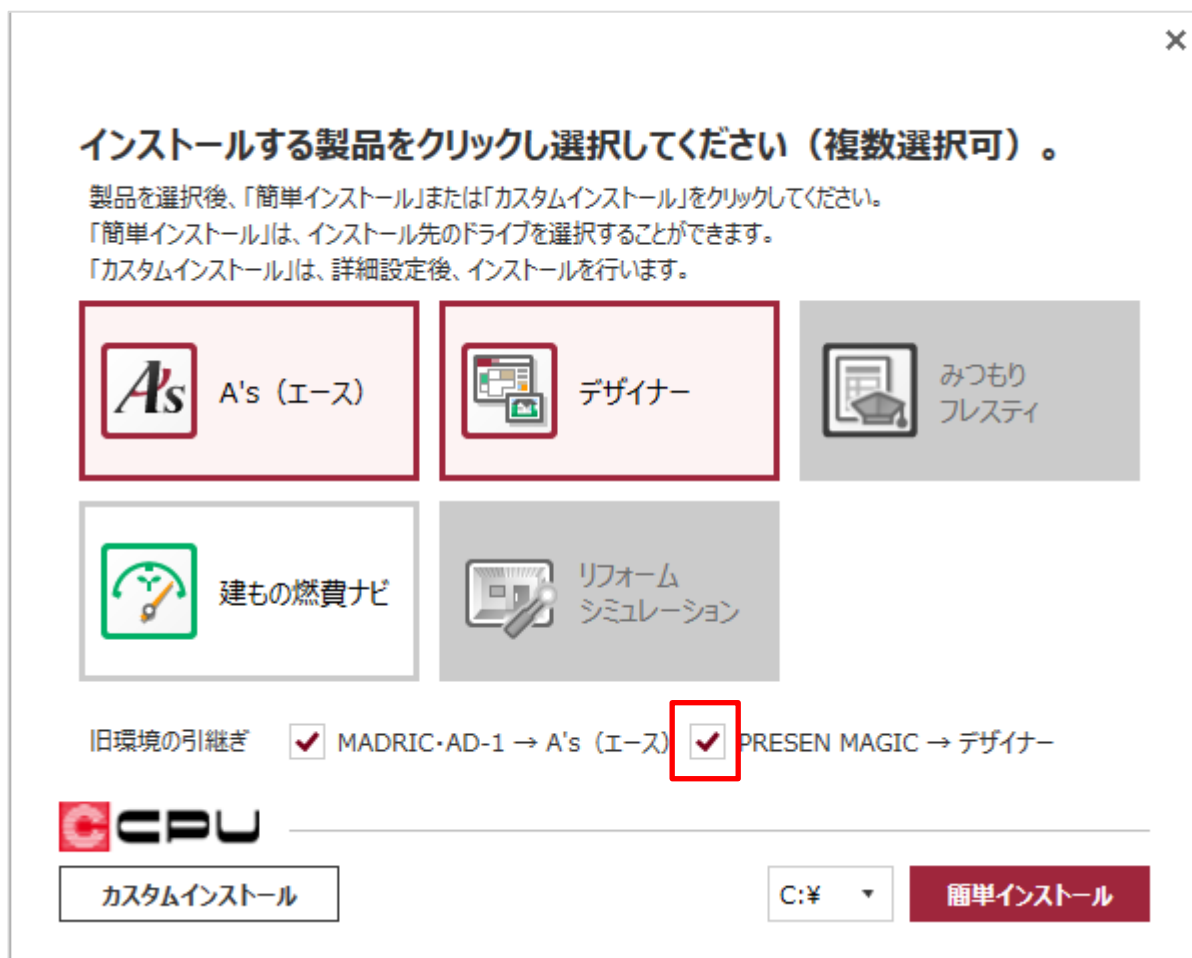 ×
インストールする製品をクリックし選択してください（複数選択可）。
製品を選択後、「簡単インストール」または「カスタムインストール」をクリックしてください。
「簡単インストール」は、インストール先のドライブを選択することができます。
「カスタムインストール」は、詳細設定後、インストールを行います。
A's
A's（エース）
デザイナー
みつもり
フレスティ
建もの燃費ナビ
リフォーム
シミュレーション
旧環境の引継ぎ MADRIC・AD-1 → A's（エース） PRESEN MAGIC → デザイナー
CPU
カスタムインストール C:¥ 簡単インストール